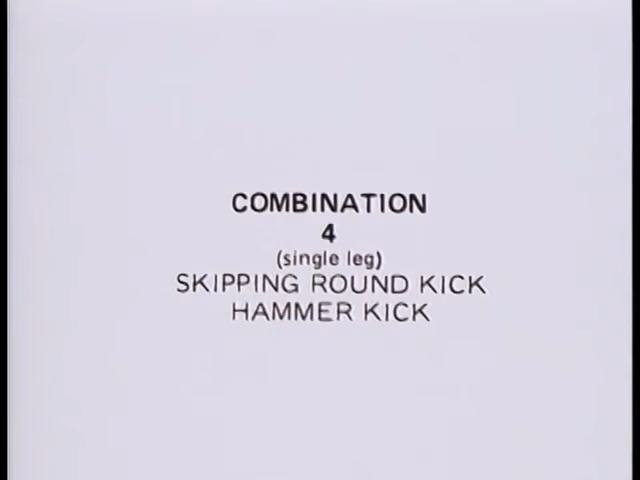 COMBINATION
4
(single leg)
SKIPPING ROUND KICK
HAMMER KICK